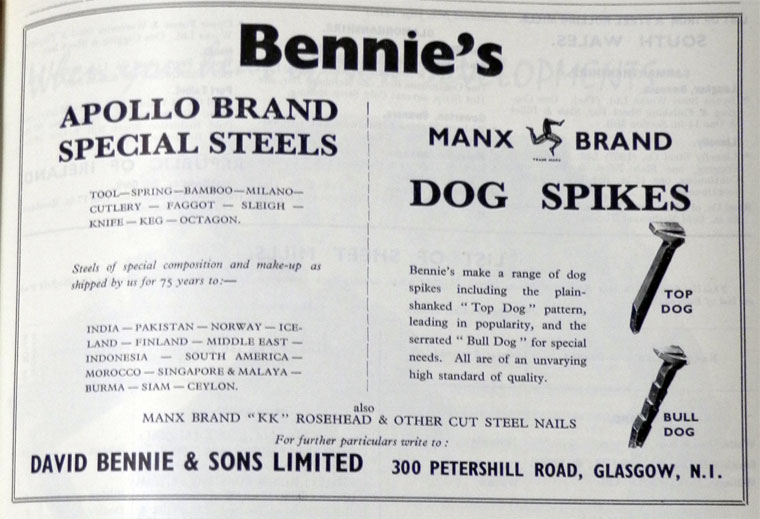 Bennie's
APOLLO BRAND
SPECIAL STEELS
TOOL—SPRING—BAMBOO—MILANO—
CUTLERY — FAGGOT — SLEIGH —
KNIFE — KEG — OCTAGON.
Steels of special composition and make-up as
shipped by us for 75 years to:—
INDIA — PAKISTAN — NORWAY — ICE-
LAND — FINLAND — MIDDLE EAST —
INDONESIA — SOUTH AMERICA —
MOROCCO — SINGAPORE & MALAYA —
BURMA — SIAM — CEYLON.
MANX BRAND
TRADE MARK
DOG SPIKES
Bennie's make a range of dog
spikes including the plain-
shanked "Top Dog" pattern,
leading in popularity, and the
serrated "Bull Dog" for special
needs. All are of an unvarying
high standard of quality.
TOP
DOG
BULL
DOG
also
MANX BRAND "KK" ROSEHEAD & OTHER CUT STEEL NAILS
For further particulars write to :
DAVID BENNIE & SONS LIMITED 300 PETERSHILL ROAD, GLASGOW, N.I.